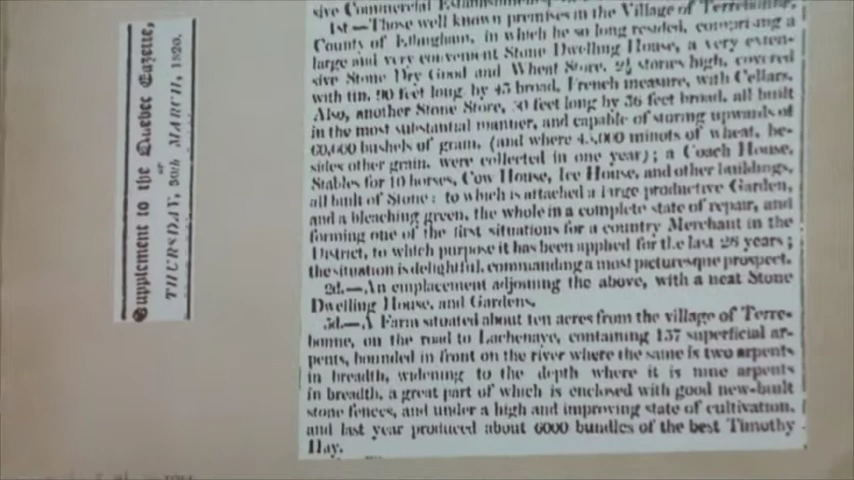 Supplement to the Quebec Gazette,
OF
THURSDAY, 30th MARCH, 1820.
sive Commercial
1st—Those well known premises in the Village of Terrebonne,
County of Effingham, in which he so long resided, comprising a
large and very convenient Stone Dwelling House, a very exten-
sive Stone Dry Good and Wheat Store, 2½ stories high, covered
with tin, 90 feet long by 45 broad, French measure, with Cellars.
Also, another Stone Store, 50 feet long by 36 feet broad, all built
in the most substantial manner, and capable of storing upwards of
60,000 bushels of grain, (and where 45,000 minots of wheat, be-
sides other grain, were collected in one year); a Coach House,
Stables for 10 horses, Cow House, Ice House, and other buildings,
all built of Stone: to which is attached a large productive Garden,
and a bleaching green, the whole in a complete state of repair, and
forming one of the first situations for a country Merchant in the
District, to which purpose it has been applied for the last 26 years;
the situation is delightful, commanding a most picturesque prospect.
2d.—An emplacement adjoining the above, with a neat Stone
Dwelling House, and Gardens.
3d.—A Farm situated about ten acres from the village of Terre-
bonne, on the road to Lachenaye, containing 137 superficial ar-
pents, bounded in front on the river where the same is two arpents
in breadth, widening to the depth where it is nine arpents
in breadth, a great part of which is enclosed with good new-built
stone fences, and under a high and improving state of cultivation,
and last year produced about 6000 bundles of the best Timothy
Hay.